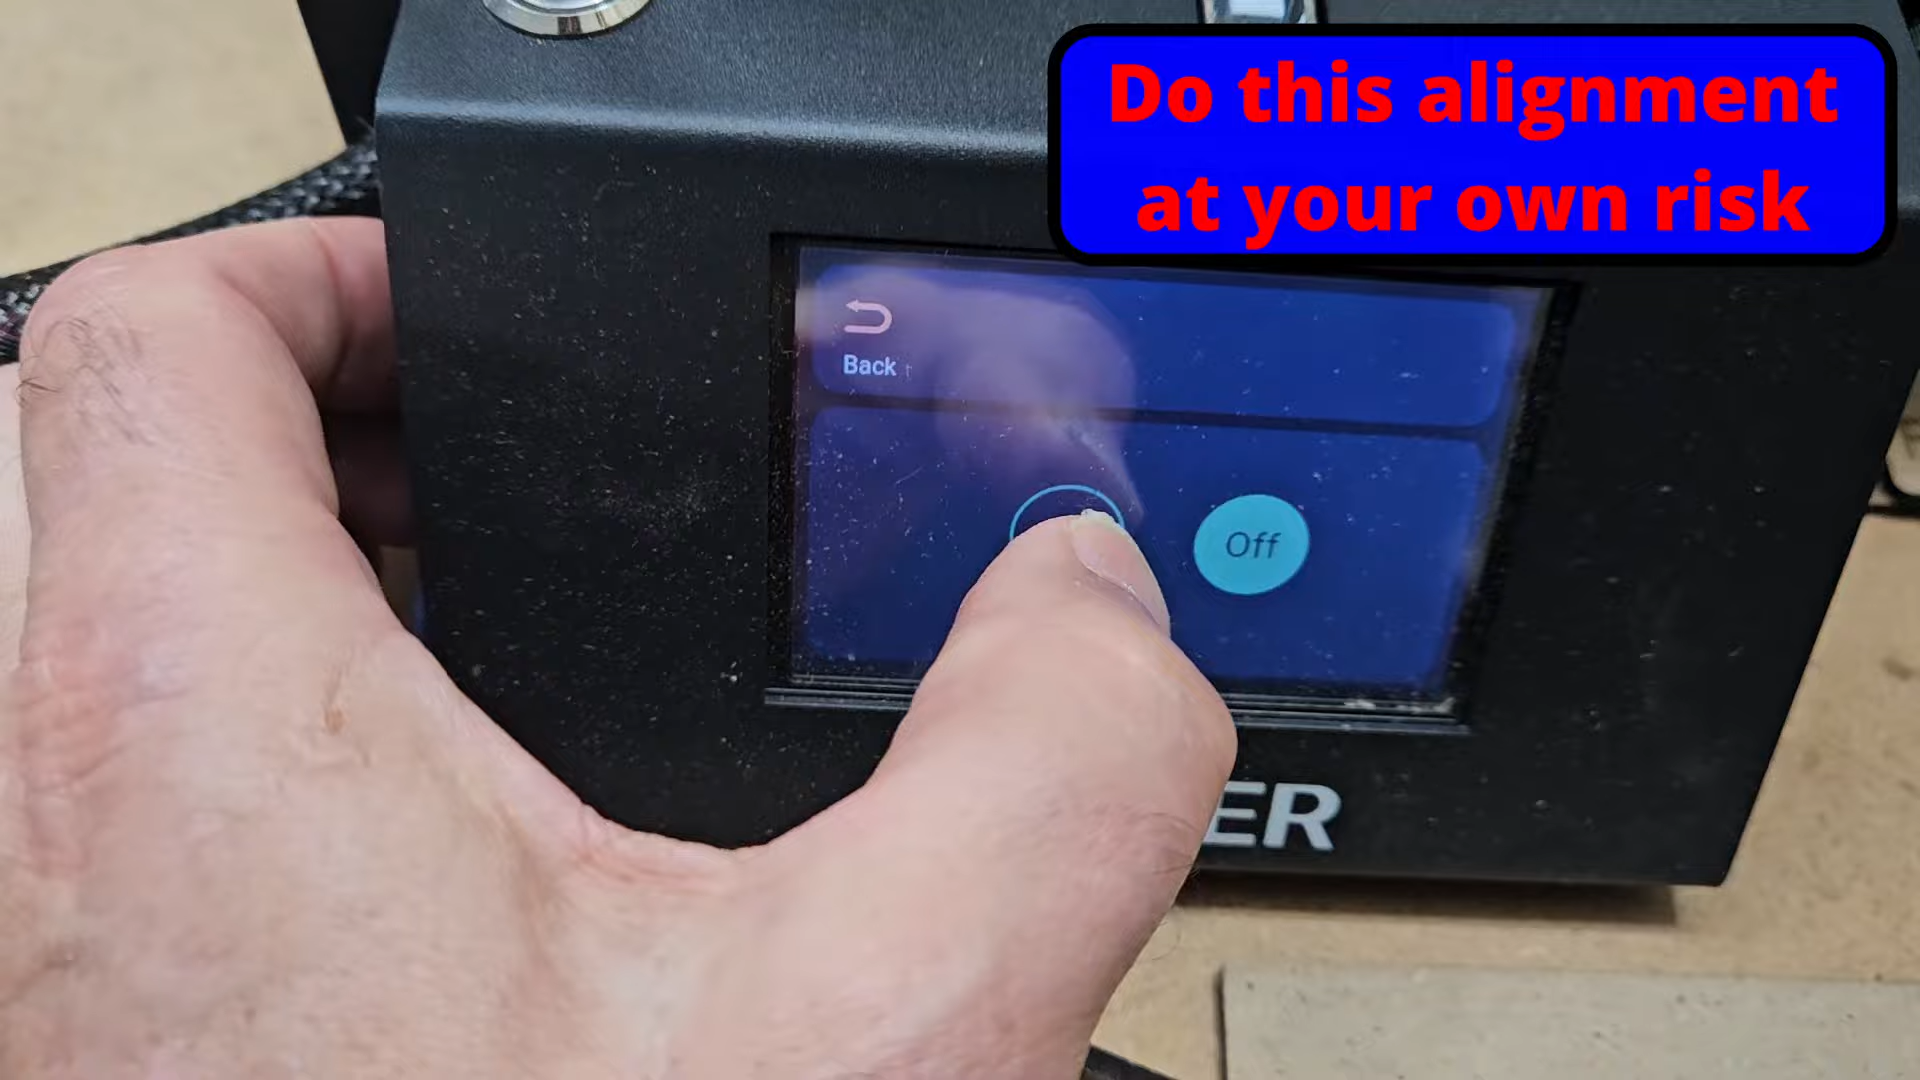 Do this alignment
at your own risk
Back
Off
ER